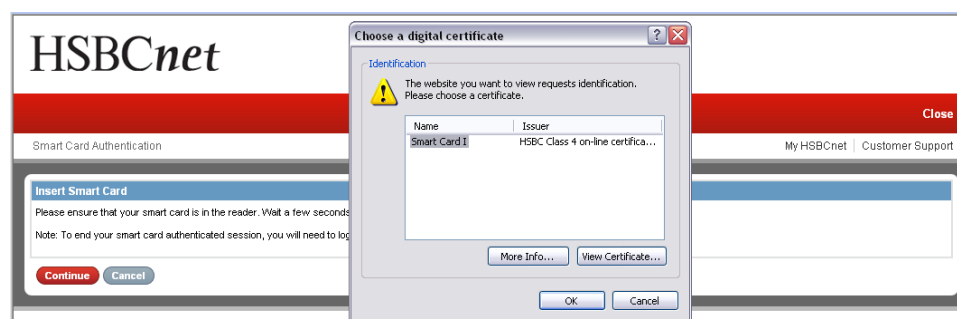 HSBCnet
Choose a digital certificate
Identification
The website you want to view requests identification.
Please choose a certificate.
Name Issuer
Smart Card I HSBC Class 4 on-line certifica...
More Info... View Certificate...
OK Cancel
Close
Smart Card Authentication
My HSBCnet Customer Support
Insert Smart Card
Please ensure that your smart card is in the reader. Wait a few seconds
Note: To end your smart card authenticated session, you will need to log
Continue Cancel